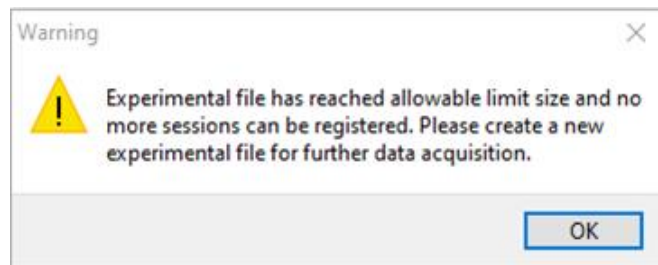 Warning
Experimental file has reached allowable limit size and no
more sessions can be registered. Please create a new
experimental file for further data acquisition.
OK